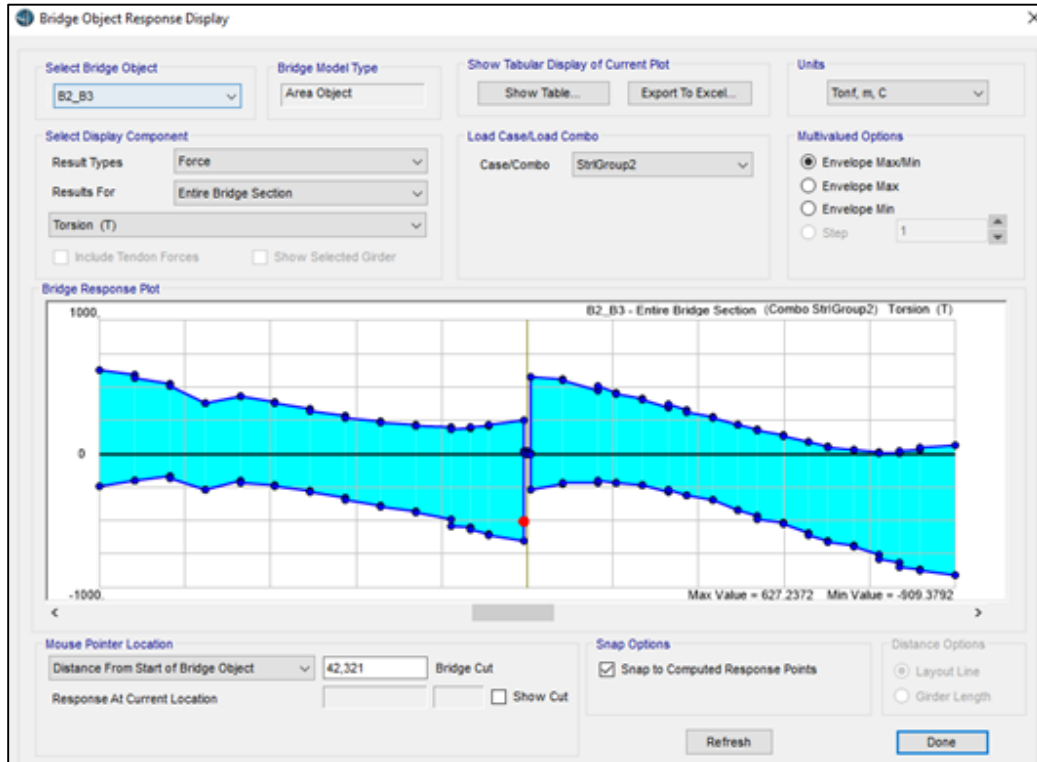 Bridge Object Response Display
Select Bridge Object
B2_B3
Bridge Model Type
Area Object
Show Tabular Display of Current Plot
Show Table...
Export To Excel...
Units
Tonf, m, C
Select Display Component
Result Types
Force
Results For
Entire Bridge Section
Torsion (T)
Include Tendon Forces
Show Selected Girder
Load Case/Load Combo
Case/Combo
StrlGroup2
Multivalued Options
Envelope Max/Min
Envelope Max
Envelope Min
Step
1
Bridge Response Plot
1000.
B2_B3 - Entire Bridge Section (Combo StrlGroup2) Torsion (T)
0
-1000.
Max Value = 627.2372 Min Value = -909.3792
Mouse Pointer Location
Distance From Start of Bridge Object
42,321
Bridge Cut
Response At Current Location
Show Cut
Snap Options
Snap to Computed Response Points
Distance Options
Layout Line
Girder Length
Refresh
Done